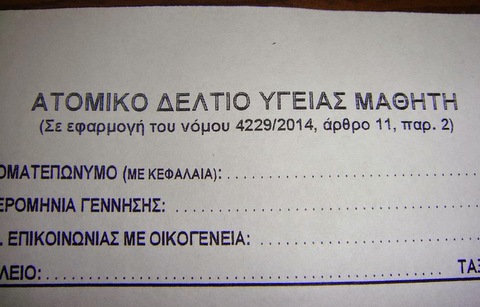 ΑΤΟΜΙΚΟ ΔΕΛΤΙΟ ΥΓΕΙΑΣ ΜΑΘΗΤΗ
(Σε εφαρμογή του νόμου 4229/2014, άρθρο 11, παρ. 2)
ΟΜΑΤΕΠΩΝΥΜΟ (ΜΕ ΚΕΦΑΛΑΙΑ):
ΕΡΟΜΗΝΙΑ ΓΕΝΝΗΣΗΣ:
. ΕΠΙΚΟΙΝΩΝΙΑΣ ΜΕ ΟΙΚΟΓΕΝΕΙΑ:
ΛΕΙΟ: ΤΑΞ